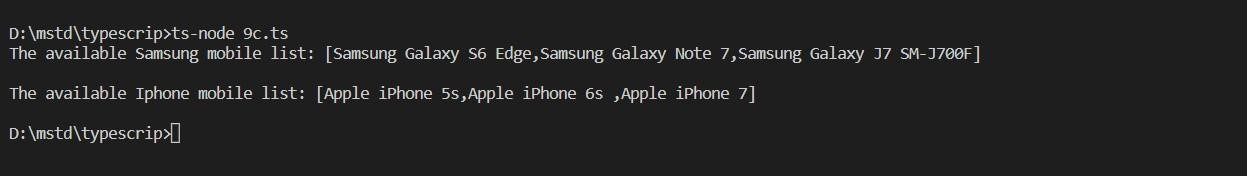 D:\mstd\typescrip>ts-node 9c.ts
The available Samsung mobile list: [Samsung Galaxy S6 Edge,Samsung Galaxy Note 7,Samsung Galaxy J7 SM-J700F]
The available Iphone mobile list: [Apple iPhone 5s,Apple iPhone 6s ,Apple iPhone 7]
D:\mstd\typescrip>